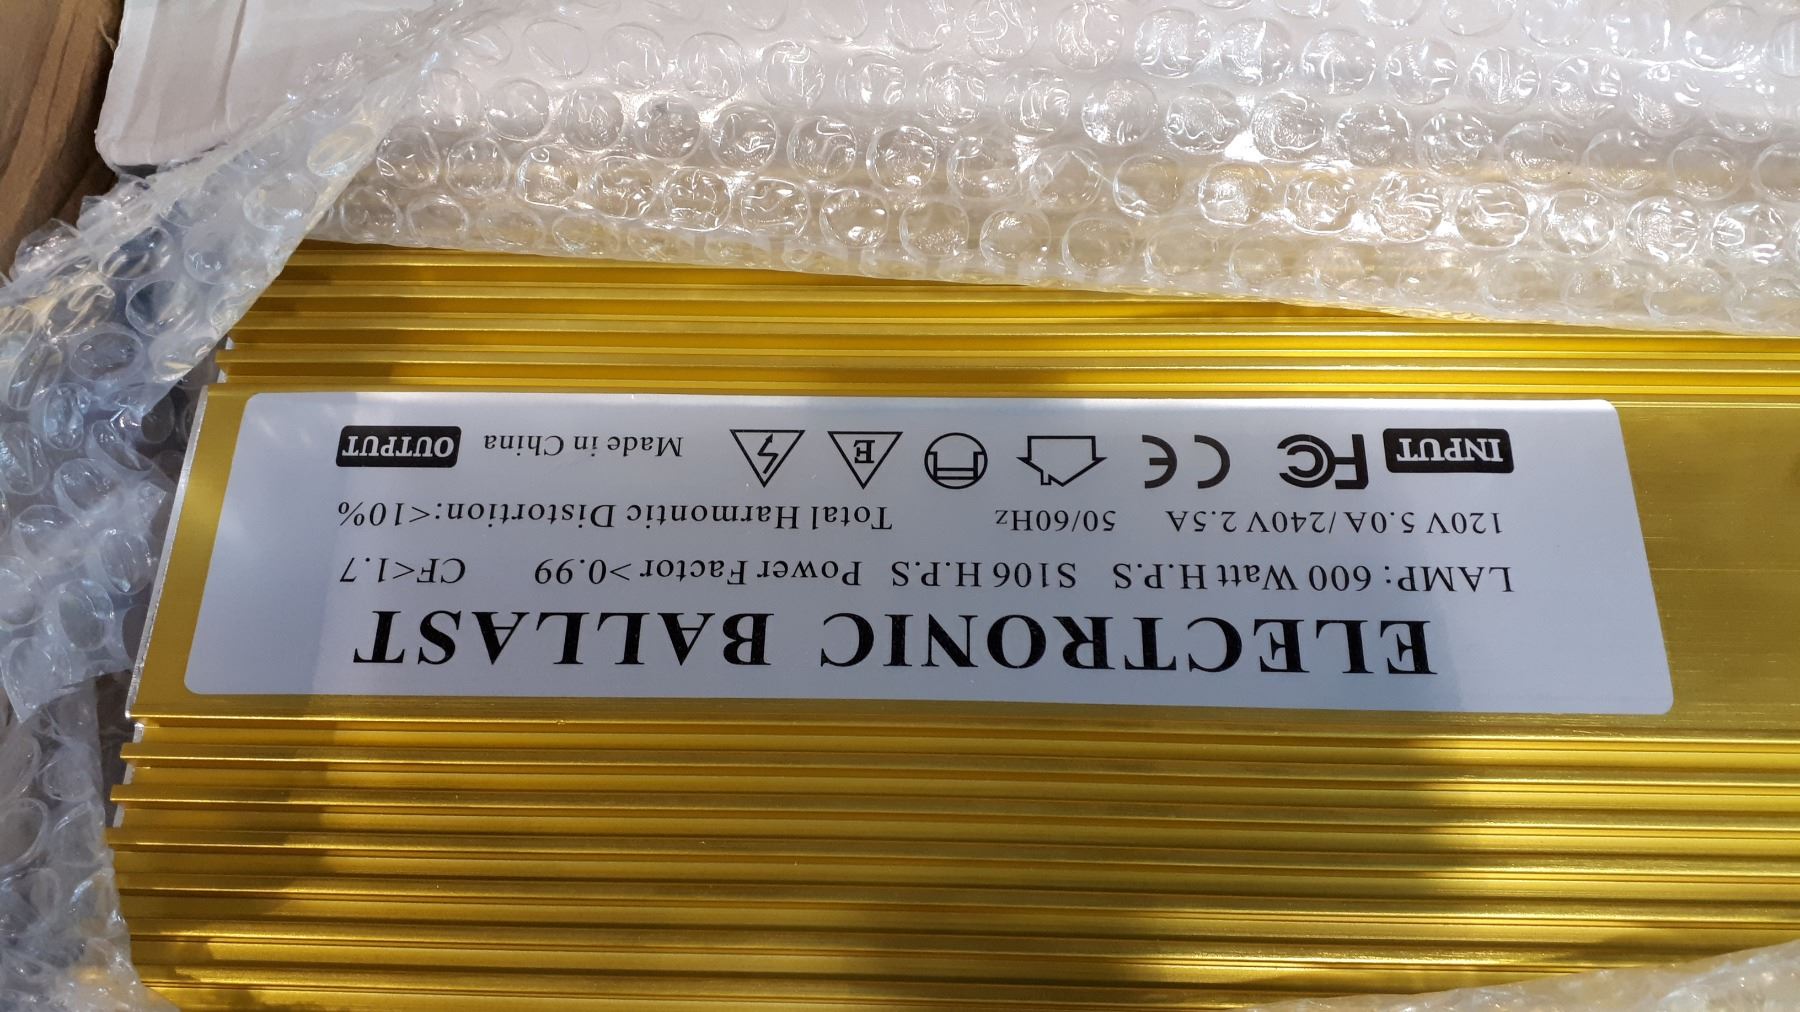 ELECTRONIC BALLAST
LAMP: 600 Watt H.P.S S106 H.P.S Power Factor >0.99 CF<1.7
120V 5.0A/240V 2.5A 50/60Hz Total Harmontic Distortion:<10%
INPUT FC CE E Made in China OUTPUT